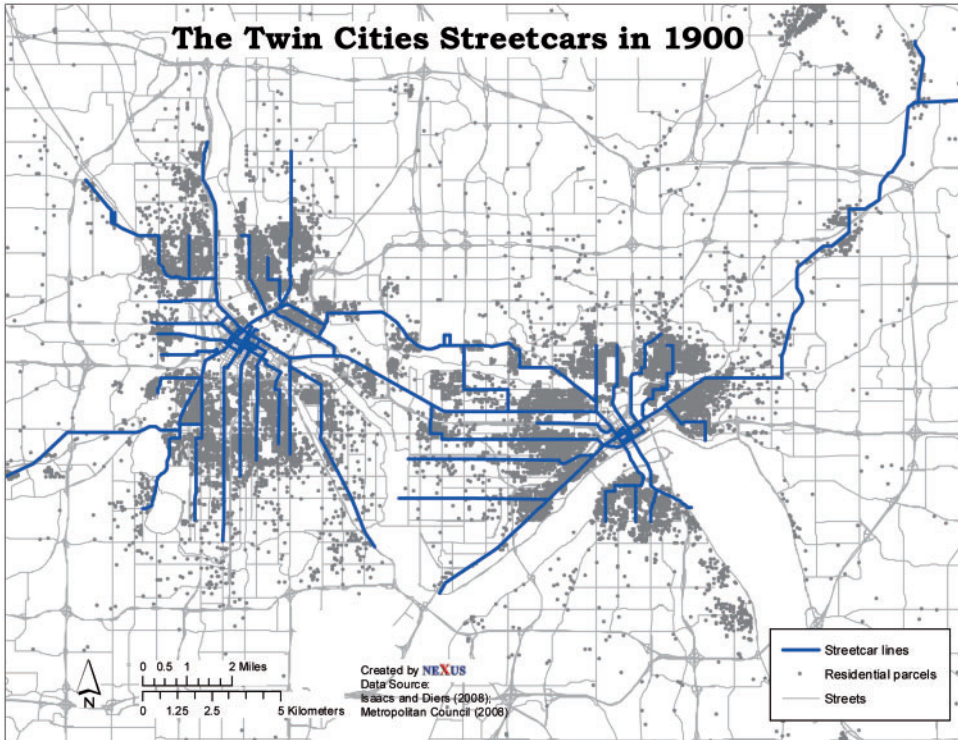 The Twin Cities Streetcars in 1900
0 0.5 1 2 Miles
0 1.25 2.5 5 Kilometers
N
Created by NEXUS
Data Source:
Isaacs and Diers (2008);
Metropolitan Council (2008)
Streetcar lines
Residential parcels
Streets